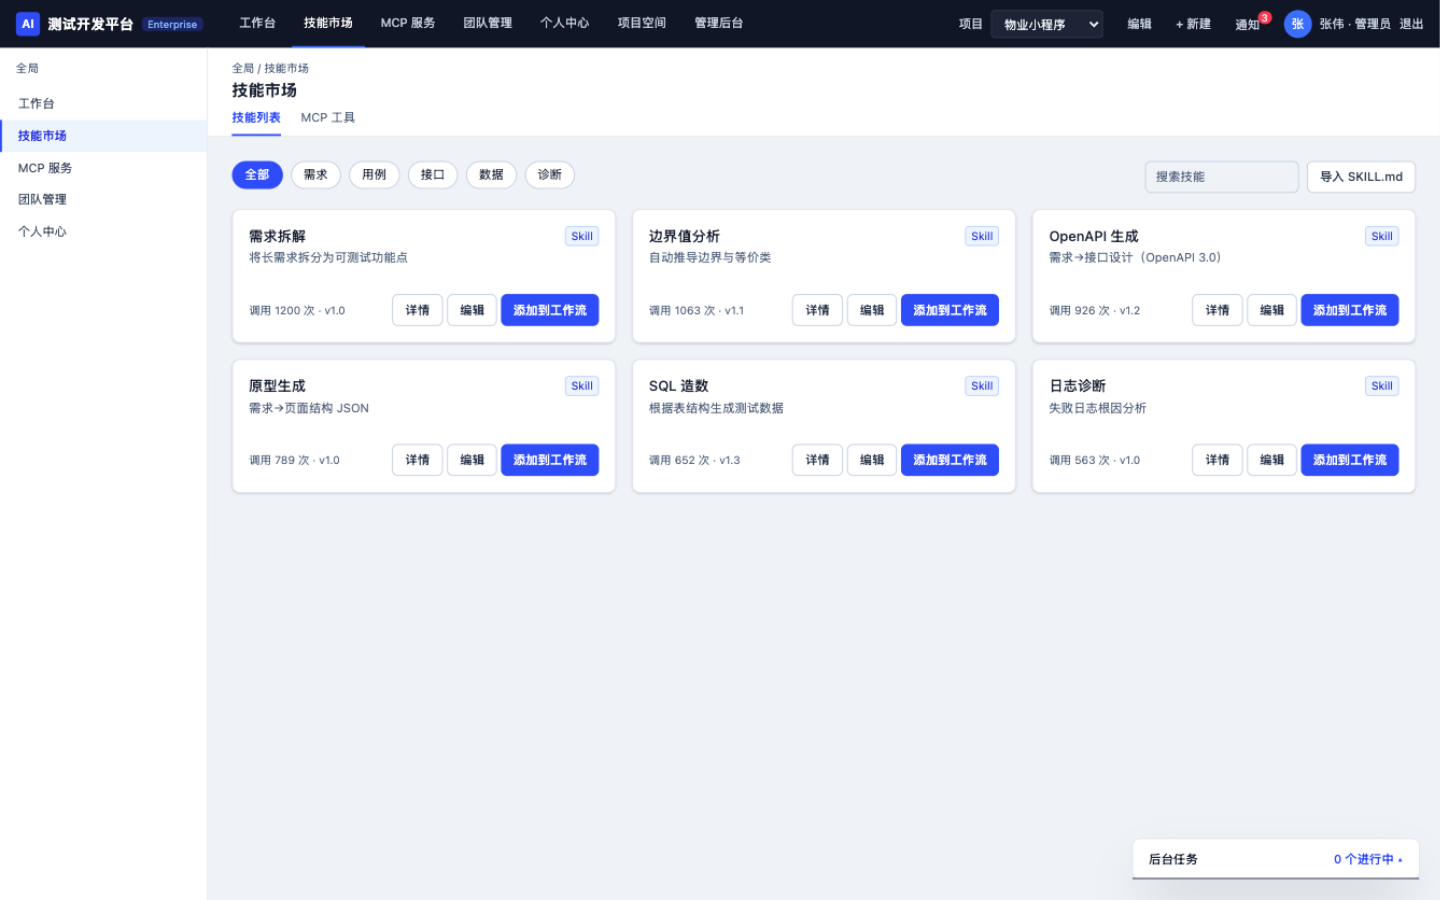 AI 测试开发平台 Enterprise 工作台 技能市场 MCP 服务 团队管理 个人中心 项目空间 管理后台 项目 物业小程序 编辑 + 新建 通知 3 张 张伟 · 管理员 退出
全局
工作台
技能市场
MCP 服务
团队管理
个人中心
全局 / 技能市场
技能市场
技能列表 MCP 工具
全部 需求 用例 接口 数据 诊断 搜索技能 导入 SKILL.md
需求拆解 Skill
将长需求拆分为可测试功能点
调用 1200 次 · v1.0 详情 编辑 添加到工作流
边界值分析 Skill
自动推导边界与等价类
调用 1063 次 · v1.1 详情 编辑 添加到工作流
OpenAPI 生成 Skill
需求→接口设计（OpenAPI 3.0）
调用 926 次 · v1.2 详情 编辑 添加到工作流
原型生成 Skill
需求→页面结构 JSON
调用 789 次 · v1.0 详情 编辑 添加到工作流
SQL 造数 Skill
根据表结构生成测试数据
调用 652 次 · v1.3 详情 编辑 添加到工作流
日志诊断 Skill
失败日志根因分析
调用 563 次 · v1.0 详情 编辑 添加到工作流
后台任务 0 个进行中